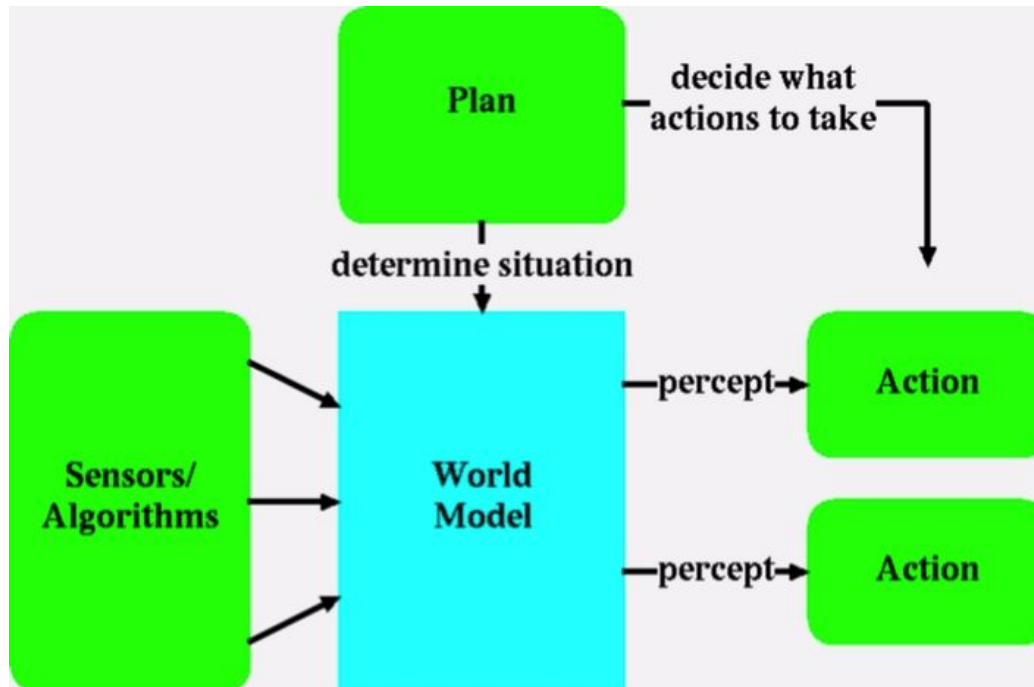 Plan
decide what
actions to take
determine situation
Sensors/
Algorithms
World
Model
percept
Action
percept
Action